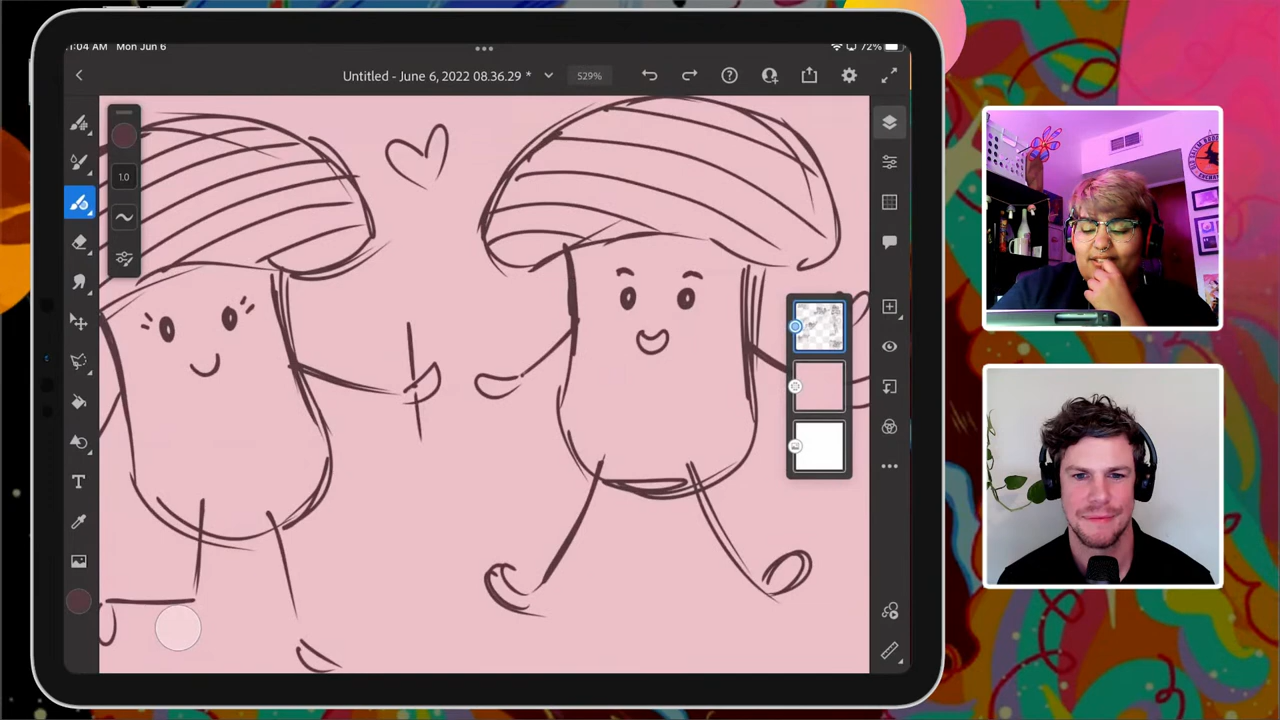 1:04 AM Mon Jun 6
72%
Untitled - June 6, 2022 08.36.29 *
529%
1.0
T